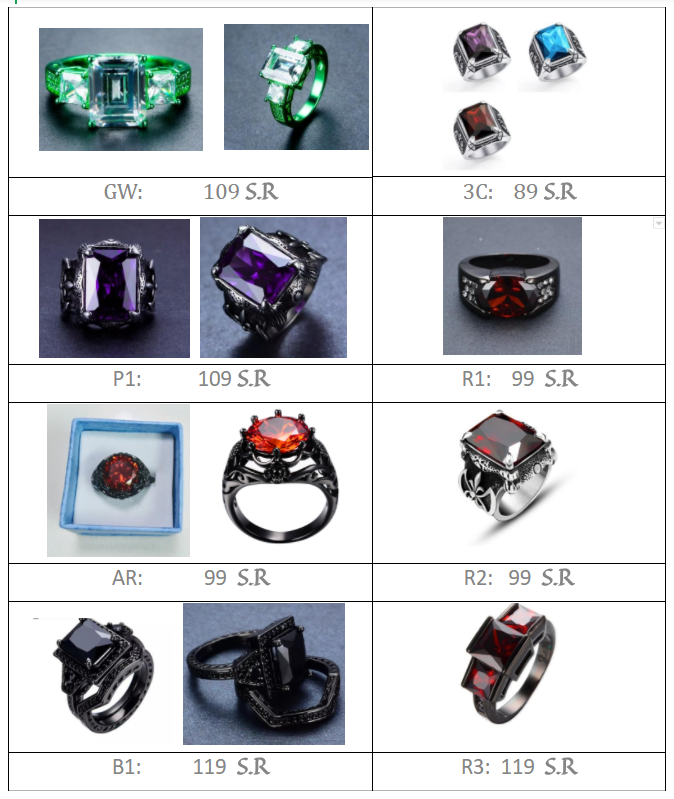 GW: 109 S.R
3C: 89 S.R
P1: 109 S.R
R1: 99 S.R
AR: 99 S.R
R2: 99 S.R
B1: 119 S.R
R3: 119 S.R